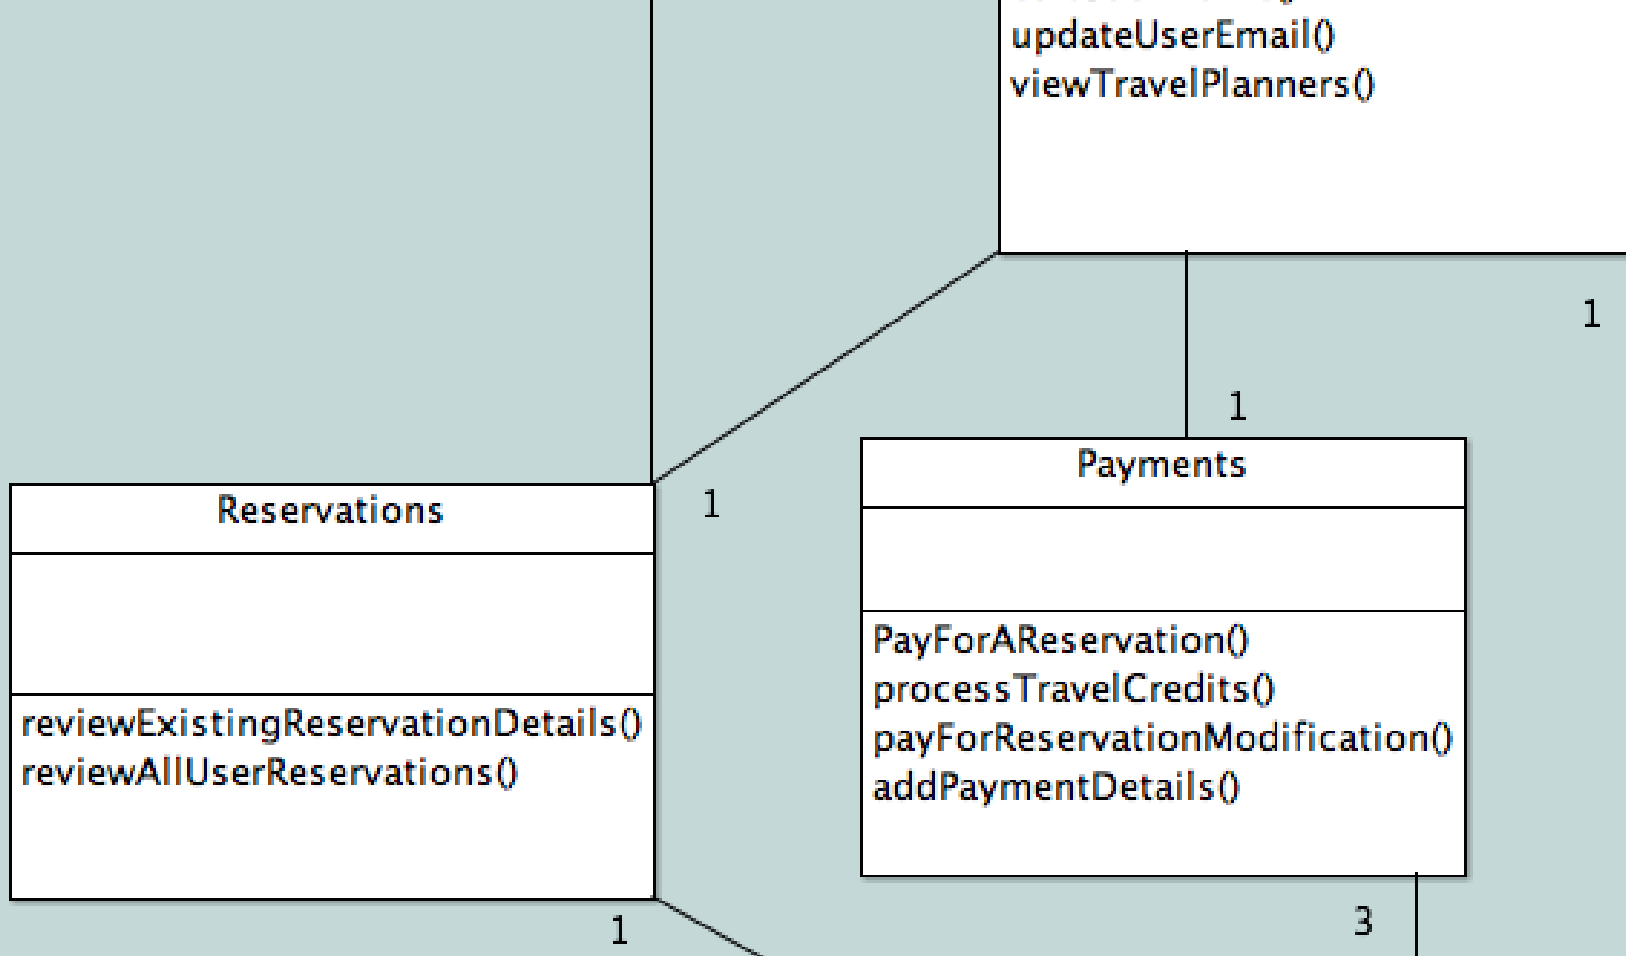 updateUserEmail()
viewTravelPlanners()
1
1
Payments
Reservations
1
PayForAReservation()
processTravelCredits()
payForReservationModification()
addPaymentDetails()
reviewExistingReservationDetails()
reviewAllUserReservations()
1
3